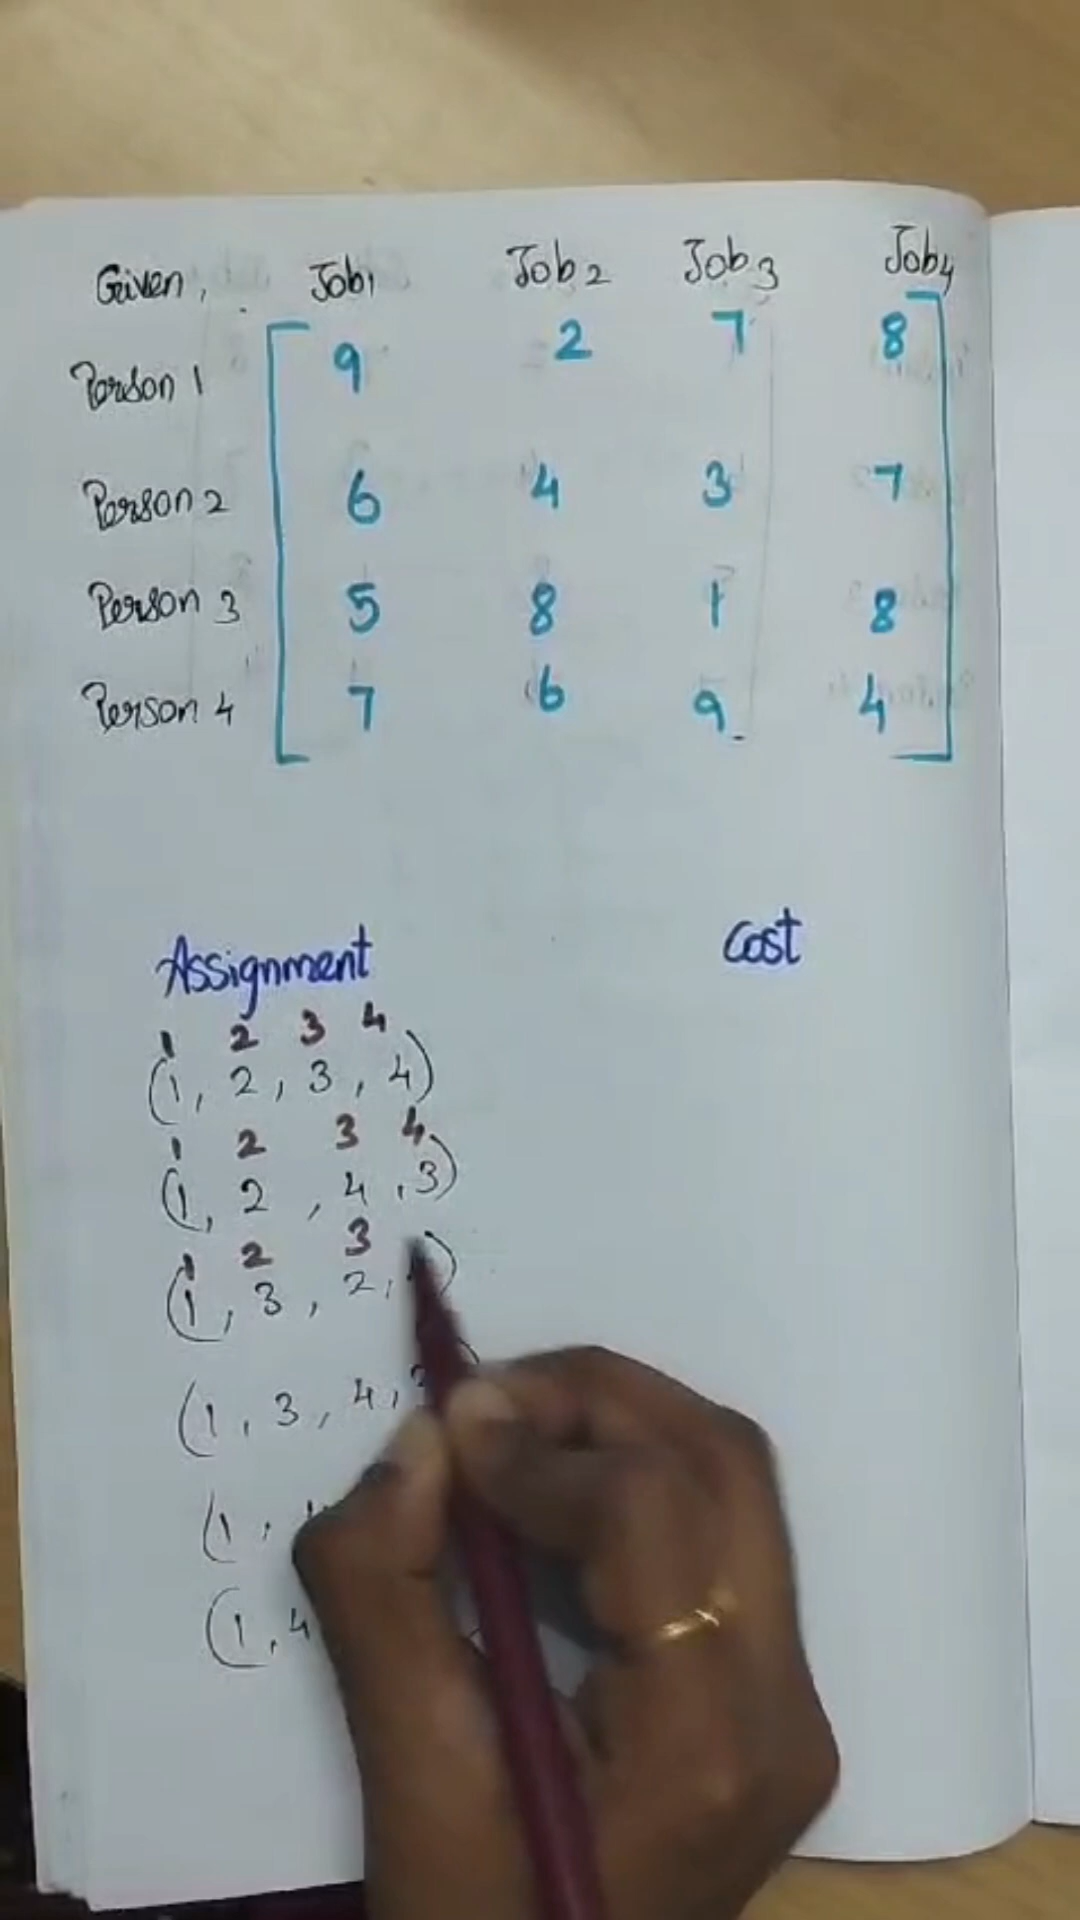 Given, Job1 Job2 Job3 Job4
Person 1 9 2 7 8
Person 2 6 4 3 7
Person 3 5 8 1 8
Person 4 7 6 9 4
Assignment Cost
1 2 3 4
(1, 2, 3, 4)
1 2 3 4
(1, 2, 4, 3)
1 2 3
(1, 3, 2, )
(1, 3, 4, )
(1,
(1, 4